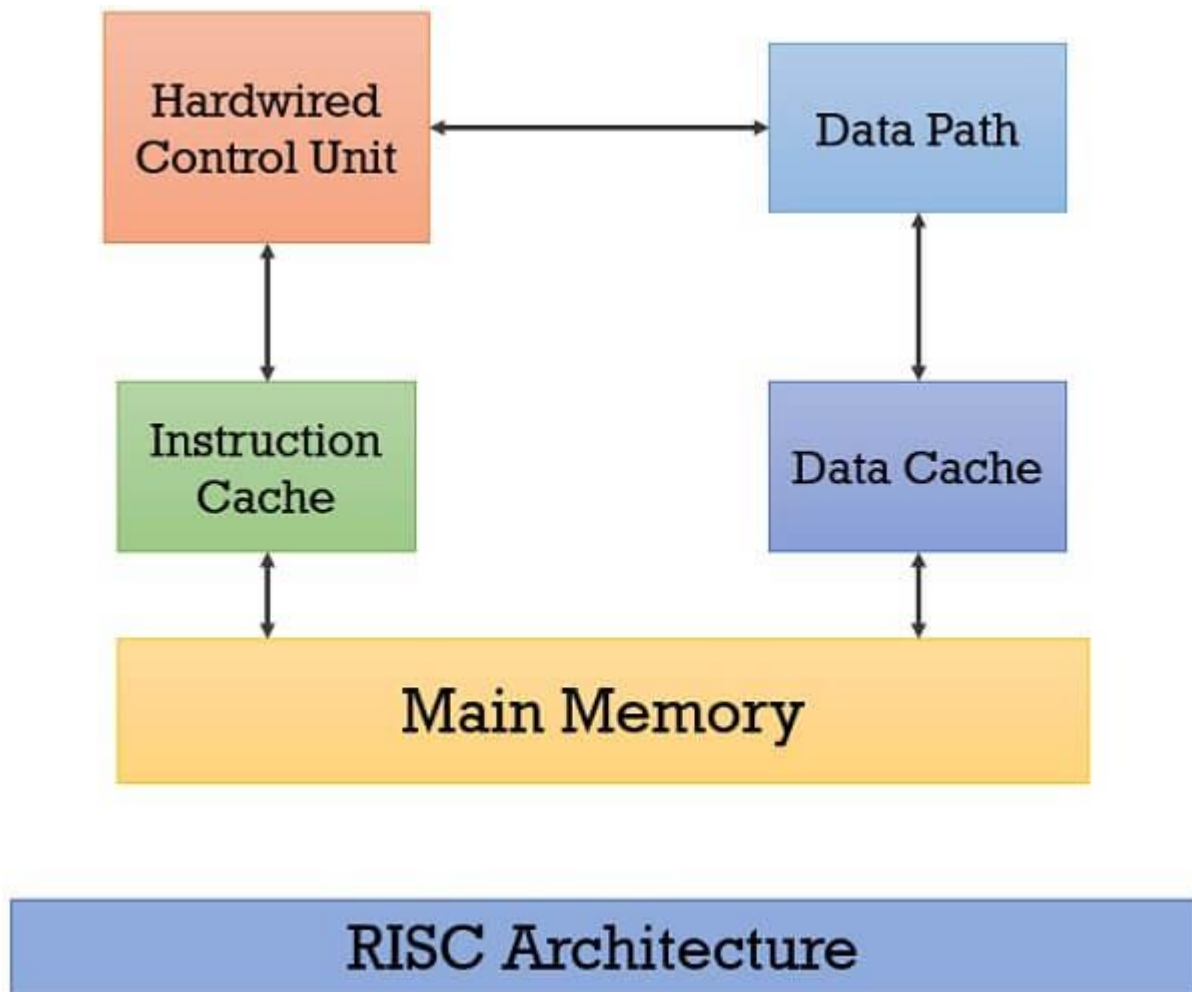 Hardwired
Control Unit
Data Path
Instruction
Cache
Data Cache
Main Memory
RISC Architecture